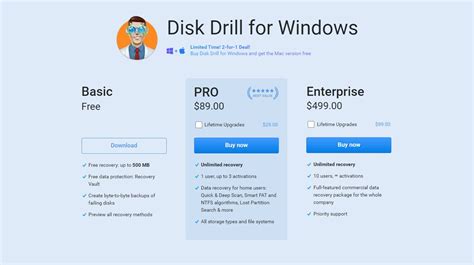 Disk Drill for Windows
Limited Time! 2-for-1 Deal!
Buy Disk Drill for Windows and get the Mac version free
Basic
Free
Download
Free recovery: up to 500 MB
Free data protection: Recovery
Vault
Create byte-to-byte backups of
failing disks
Preview all recovery methods
PRO
$89.00
BEST VALUE
Lifetime Upgrades
$29.00
Buy now
Unlimited recovery
1 user, up to 3 activations
Data recovery for home users:
Quick & Deep Scan, Smart FAT and
NTFS algorithms, Lost Partition
Search & more
All storage types and file systems
Enterprise
$499.00
Lifetime Upgrades
$99.00
Buy now
Unlimited recovery
10 users, ∞ activations
Full-featured commercial data
recovery package for the whole
company
Priority support